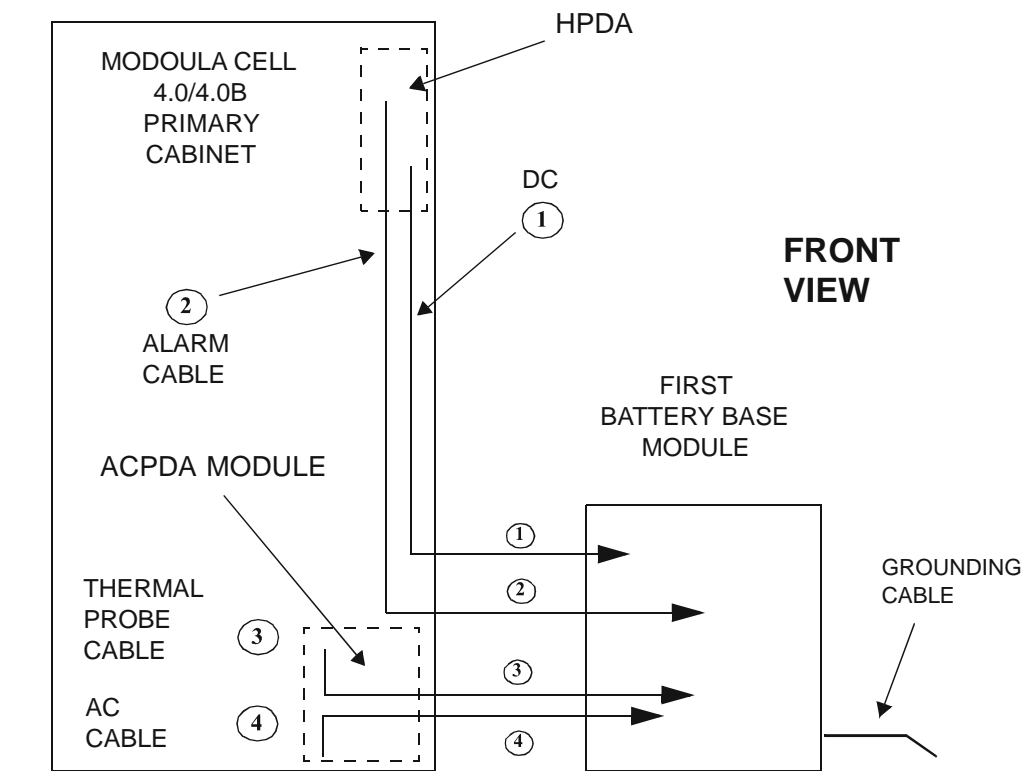 HPDA
MODOULA CELL
4.0/4.0B
PRIMARY
CABINET
DC
1
FRONT
VIEW
2
ALARM
CABLE
FIRST
BATTERY BASE
MODULE
ACPDA MODULE
1
GROUNDING
CABLE
2
THERMAL
PROBE
CABLE
3
3
AC
CABLE
4
4